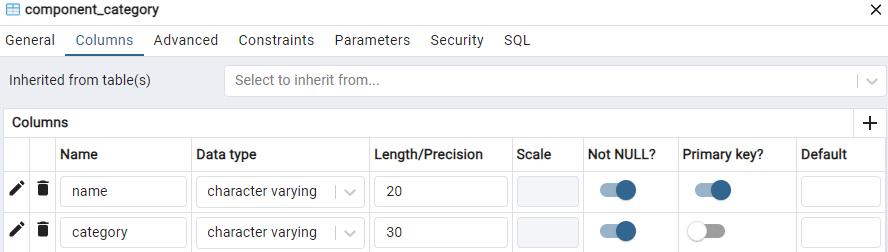 component_category
General Columns Advanced Constraints Parameters Security SQL
Inherited from table(s) Select to inherit from...
Columns
Name Data type Length/Precision Scale Not NULL? Primary key? Default
name character varying 20
category character varying 30